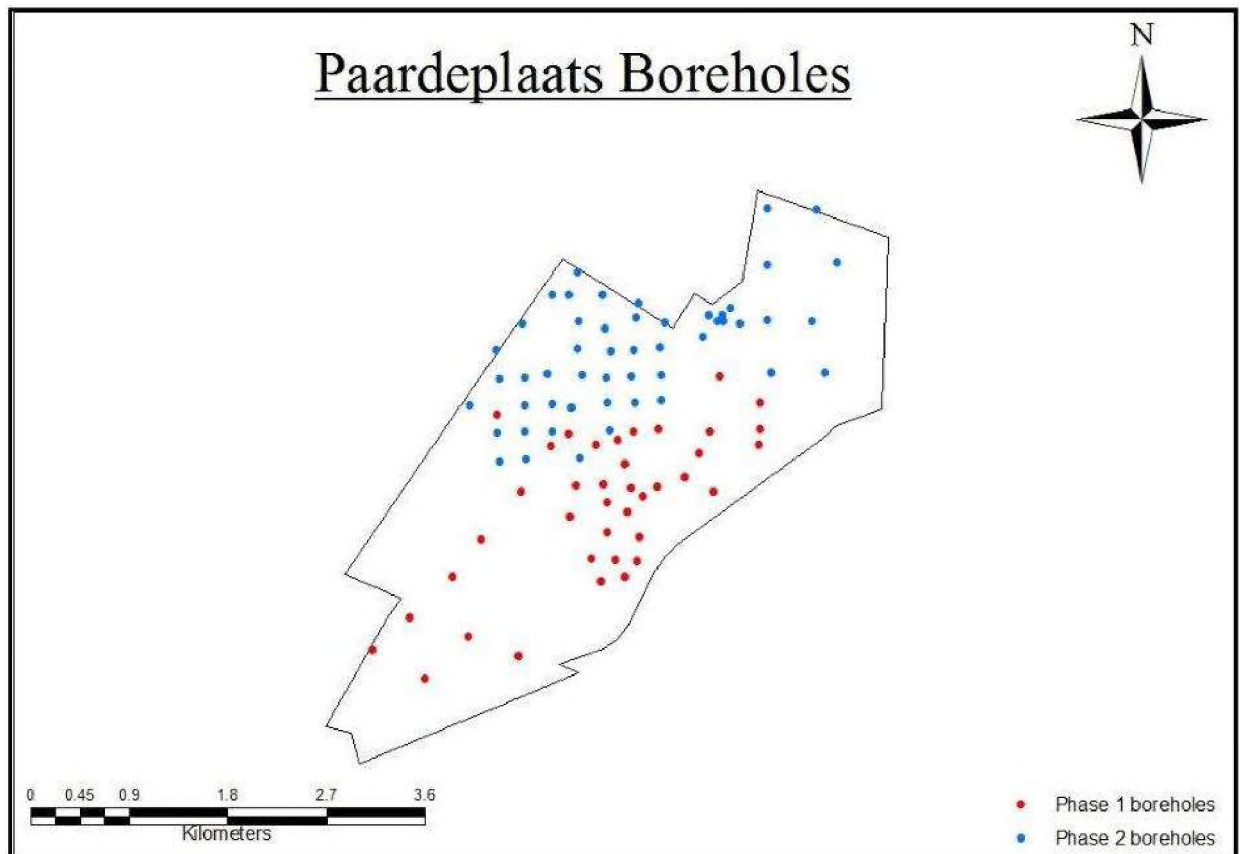 Paardeplaats Boreholes
N
0 0.45 0.9 1.8 2.7 3.6
Kilometers
Phase 1 boreholes
Phase 2 boreholes